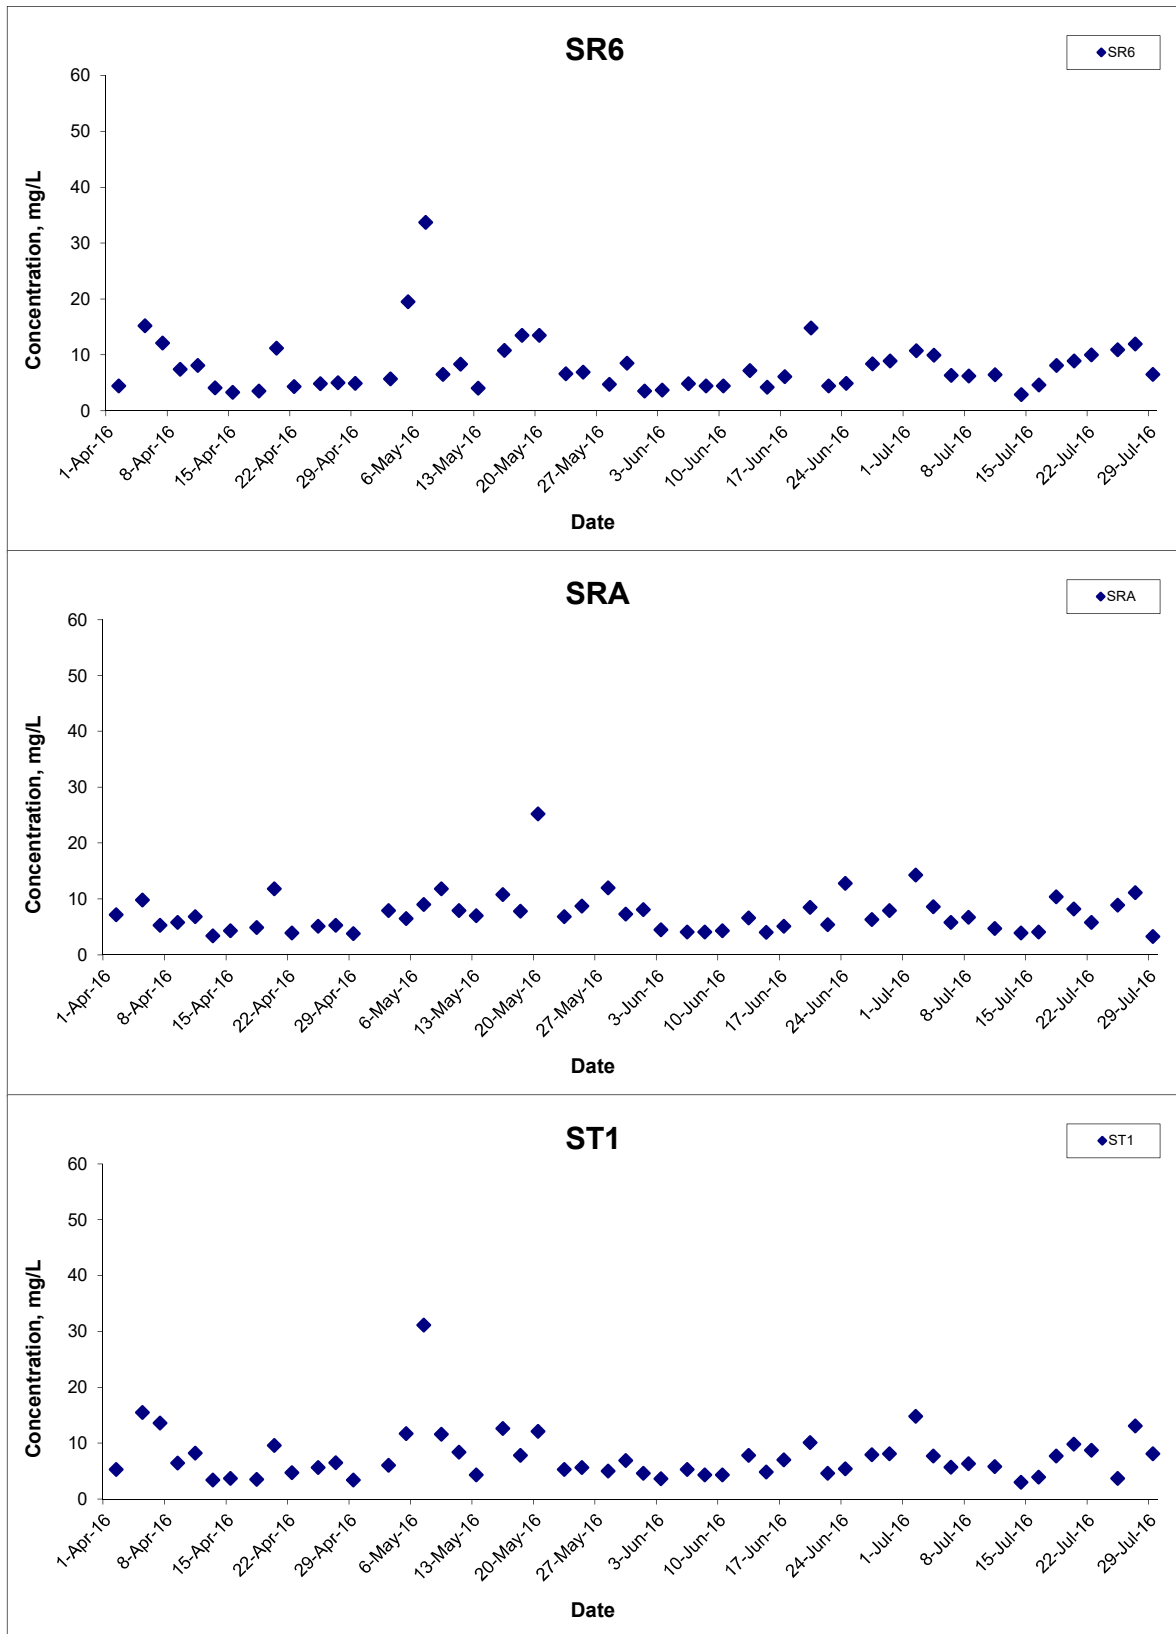 SR6
SR6
60
50
40
30
20
10
0
Concentration, mg/L
1-Apr-16 8-Apr-16 15-Apr-16 22-Apr-16 29-Apr-16 6-May-16 13-May-16 20-May-16 27-May-16 3-Jun-16 10-Jun-16 17-Jun-16 24-Jun-16 1-Jul-16 8-Jul-16 15-Jul-16 22-Jul-16 29-Jul-16
Date
SRA
SRA
60
50
40
30
20
10
0
Concentration, mg/L
1-Apr-16 8-Apr-16 15-Apr-16 22-Apr-16 29-Apr-16 6-May-16 13-May-16 20-May-16 27-May-16 3-Jun-16 10-Jun-16 17-Jun-16 24-Jun-16 1-Jul-16 8-Jul-16 15-Jul-16 22-Jul-16 29-Jul-16
Date
ST1
ST1
60
50
40
30
20
10
0
Concentration, mg/L
1-Apr-16 8-Apr-16 15-Apr-16 22-Apr-16 29-Apr-16 6-May-16 13-May-16 20-May-16 27-May-16 3-Jun-16 10-Jun-16 17-Jun-16 24-Jun-16 1-Jul-16 8-Jul-16 15-Jul-16 22-Jul-16 29-Jul-16
Date